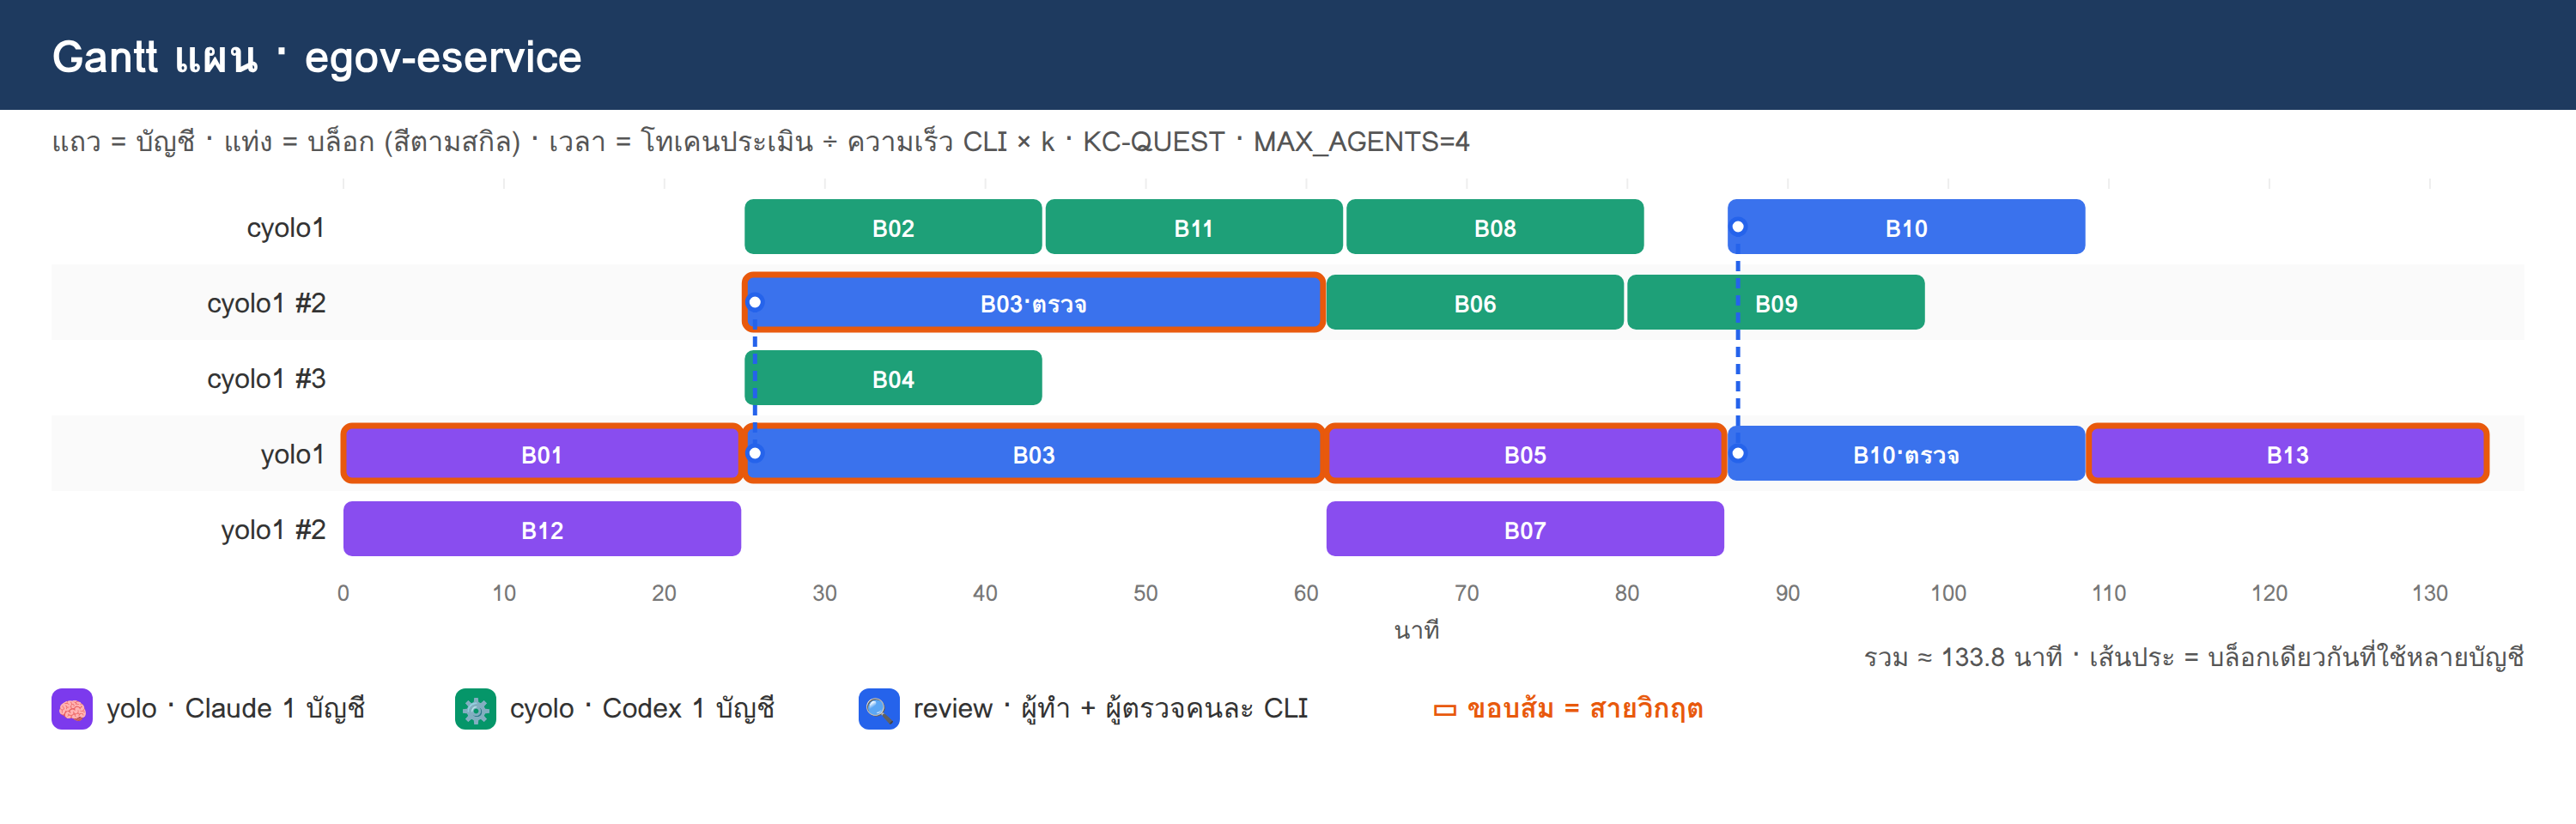 Gantt แผน · egov-eservice
แถว = บัญชี · แท่ง = บล็อก (สีตามสกิล) · เวลา = โทเคนประเมิน ÷ ความเร็ว CLI × k · KC-QUEST · MAX_AGENTS=4
cyolo1 B02 B11 B08 B10
cyolo1 #2 B03·ตรวจ B06 B09
cyolo1 #3 B04
yolo1 B01 B03 B05 B10·ตรวจ B13
yolo1 #2 B12 B07
0 10 20 30 40 50 60 70 80 90 100 110 120 130
นาที
รวม ≈ 133.8 นาที · เส้นประ = บล็อกเดียวกันที่ใช้หลายบัญชี
yolo · Claude 1 บัญชี cyolo · Codex 1 บัญชี review · ผู้ทำ + ผู้ตรวจคนละ CLI ขอบส้ม = สายวิกฤต